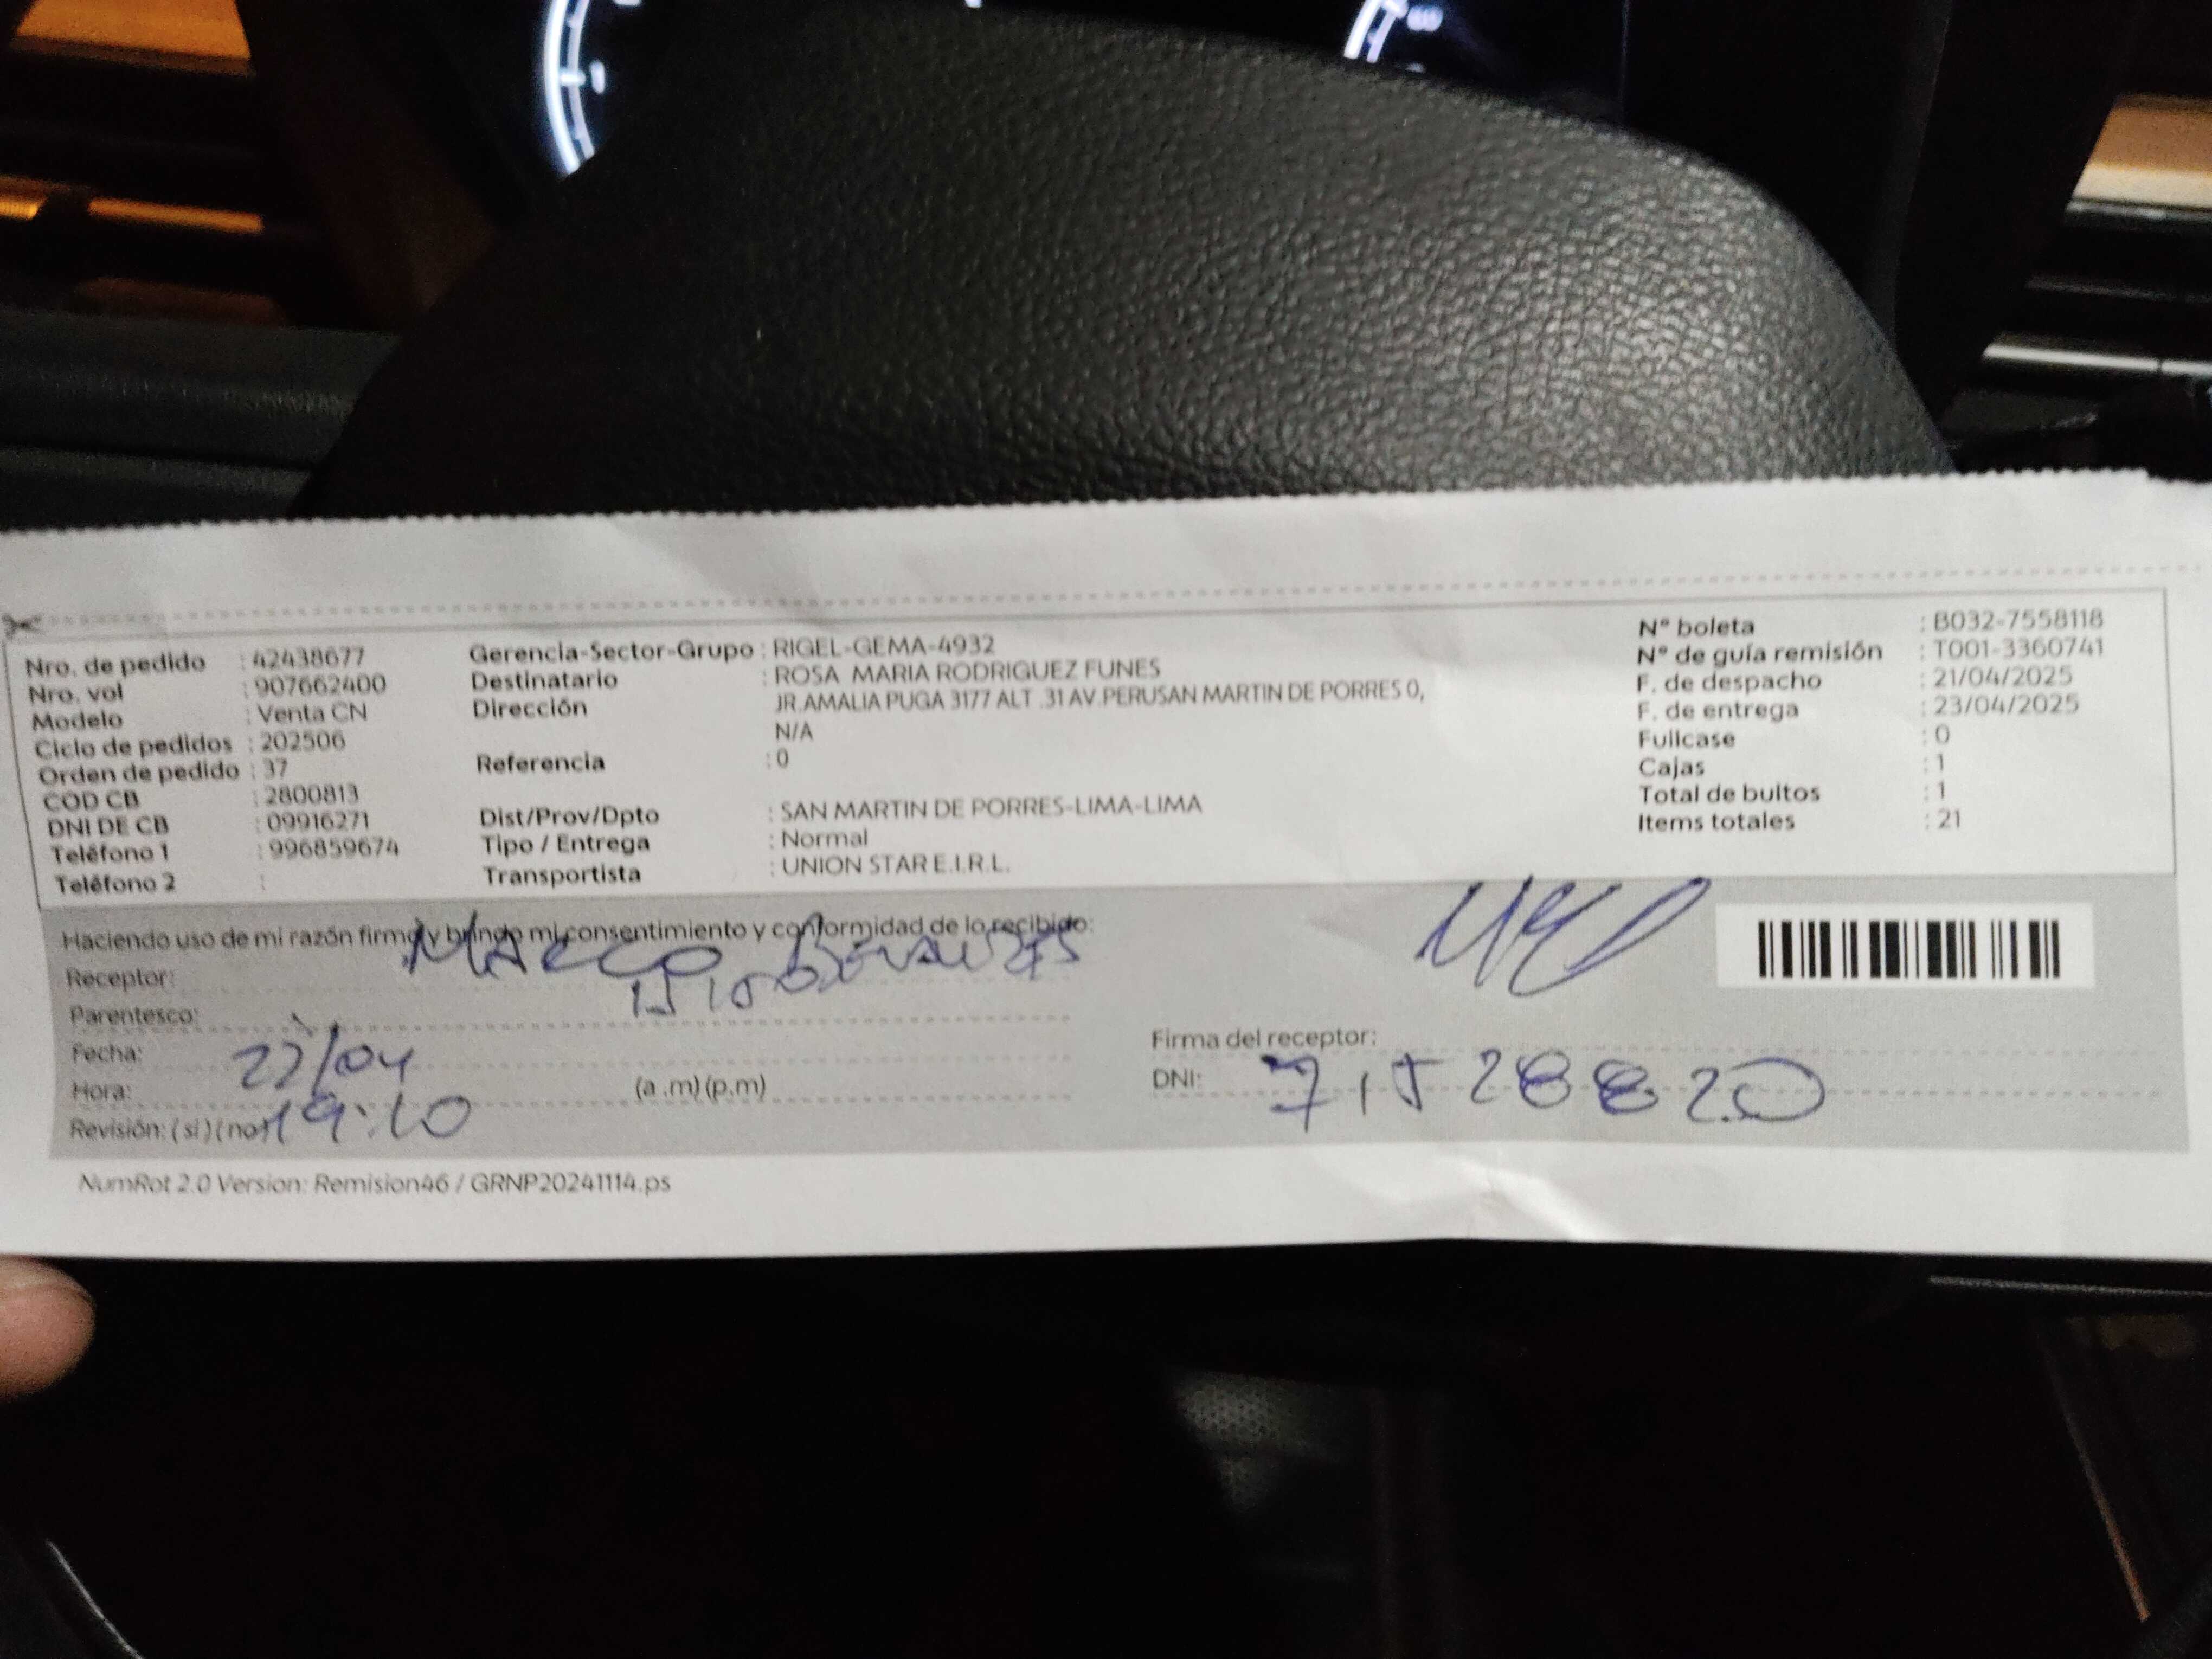 Nro. de pedido : 42438677
Nro. vol : 907662400
Modelo : Venta CN
Ciclo de pedidos : 202506
Orden de pedido : 37
COD CB : 2800813
DNI DE CB : 09916271
Teléfono 1 : 996859674
Teléfono 2 :
Gerencia-Sector-Grupo : RIGEL-GEMA-4932
Destinatario : ROSA MARIA RODRIGUEZ FUNES
Dirección JR.AMALIA PUGA 3177 ALT .31 AV.PERUSAN MARTIN DE PORRES 0,
N/A
Referencia : 0
Dist/Prov/Dpto : SAN MARTIN DE PORRES-LIMA-LIMA
Tipo / Entrega : Normal
Transportista : UNION STAR E.I.R.L.
N° boleta : B032-7558118
N° de guía remisión : T001-3360741
F. de despacho : 21/04/2025
F. de entrega : 23/04/2025
Fullcase : 0
Cajas : 1
Total de bultos : 1
Items totales : 21
Haciendo uso de mi razón firmo y brindo mi consentimiento y conformidad de lo recibido:
Receptor:
Parentesco:
Fecha: /04
Hora: 19:10 (a .m) (p.m)
Revisión: ( si ) ( no )
Firma del receptor:
DNI: 71528820
NumRot 2.0 Version: Remision46 / GRNP20241114.ps